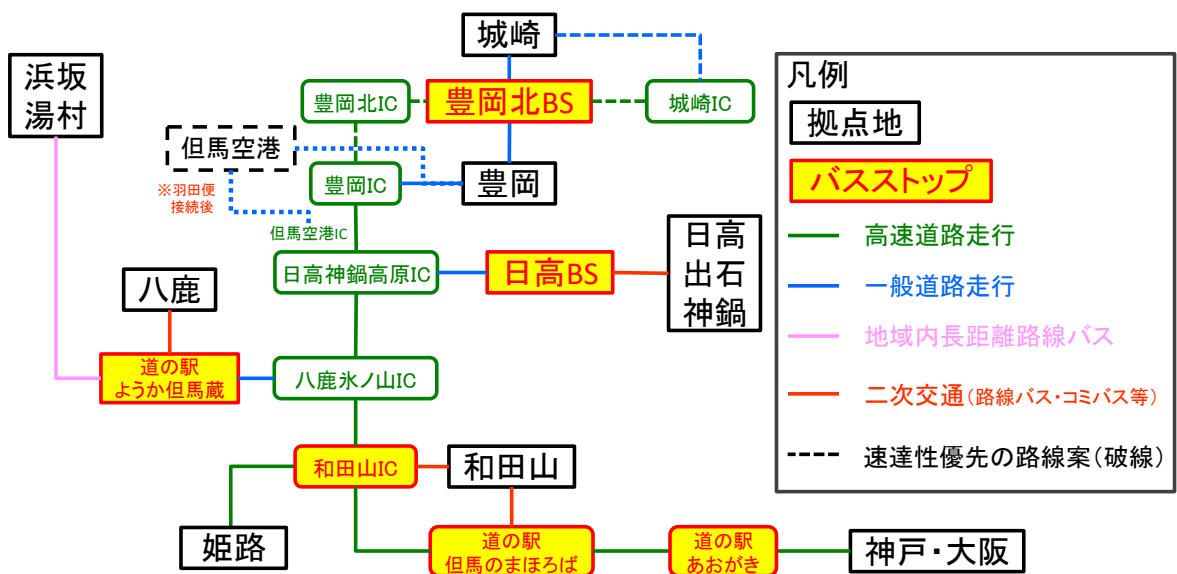 城崎
浜坂
湯村
豊岡北IC
豊岡北BS
城崎IC
但馬空港
※羽田便
接続後
豊岡IC
豊岡
但馬空港IC
日高神鍋高原IC
日高BS
日高
出石
神鍋
八鹿
道の駅
ようか但馬蔵
八鹿氷ノ山IC
和田山IC
和田山
姫路
道の駅
但馬のまほろば
道の駅
あおがき
神戸・大阪
凡例
拠点地
バスストップ
高速道路走行
一般道路走行
地域内長距離路線バス
二次交通(路線バス・コミバス等)
速達性優先の路線案(破線)